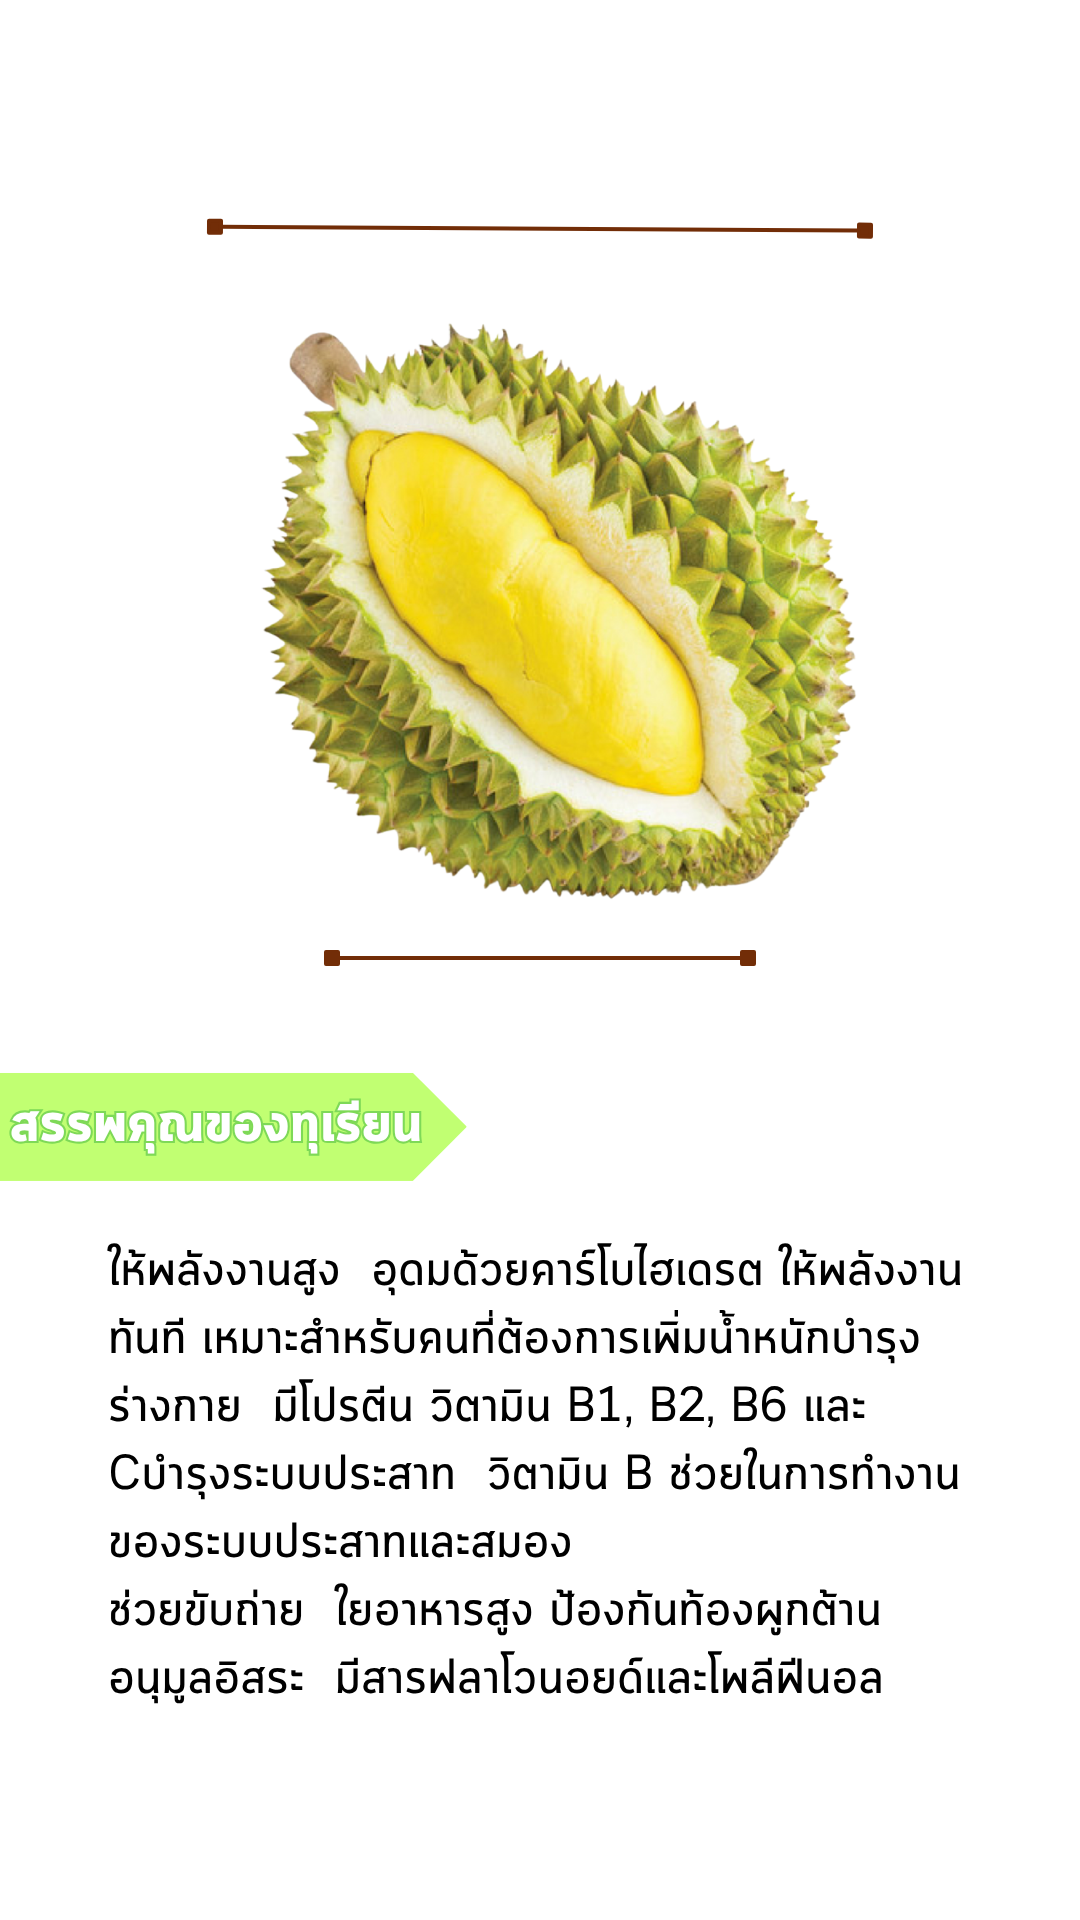 สรรพคุณของทุเรียน
ให้พลังงานสูง  อุดมด้วยคาร์โบไฮเดรต ให้พลังงาน
ทันที เหมาะสำหรับคนที่ต้องการเพิ่มน้ำหนักบำรุง
ร่างกาย  มีโปรตีน วิตามิน B1, B2, B6 และ
Cบำรุงระบบประสาท  วิตามิน B ช่วยในการทำงาน
ของระบบประสาทและสมอง
ช่วยขับถ่าย  ใยอาหารสูง ป้องกันท้องผูกต้าน
อนุมูลอิสระ  มีสารฟลาโวนอยด์และโพลีฟีนอล